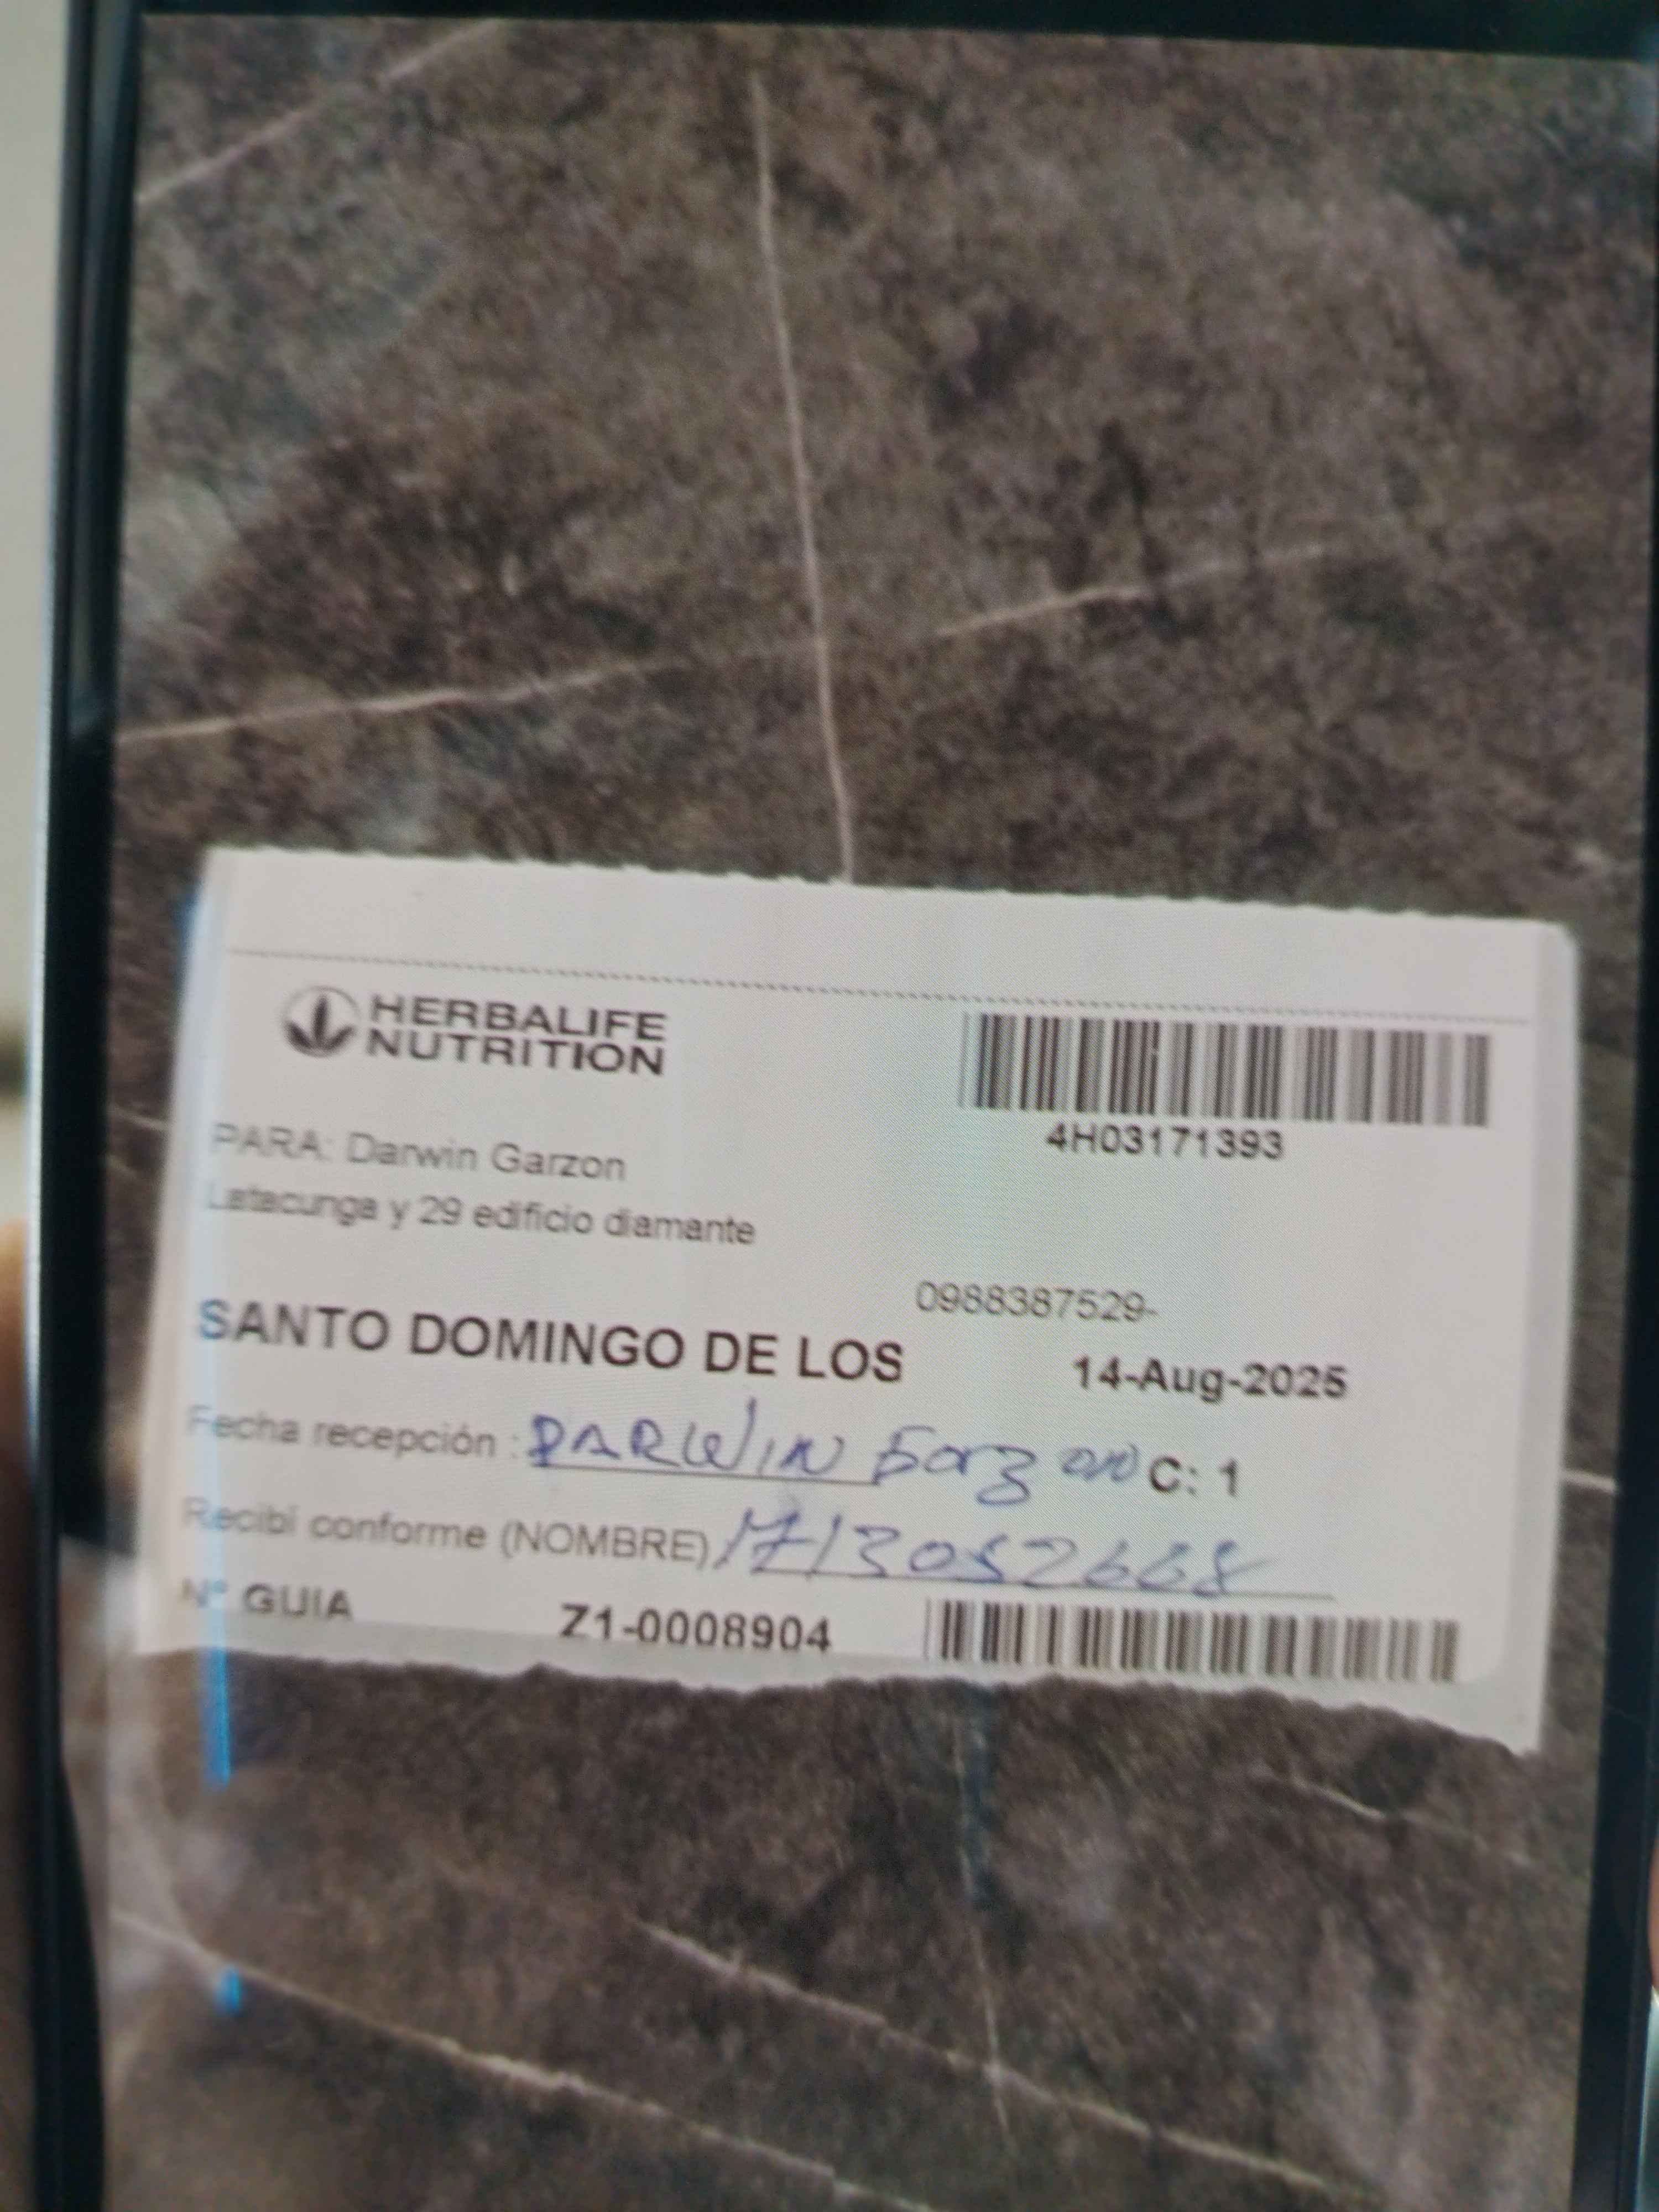 HERBALIFE
NUTRITION
4H03171393
PARA: Darwin Garzon
Latacunga y 29 edificio diamante
0988387529-
SANTO DOMINGO DE LOS
14-Aug-2025
Fecha recepción : DARWIN Garzon C: 1
Recibí conforme (NOMBRE) 1713052668
N° GUIA Z1-0008904